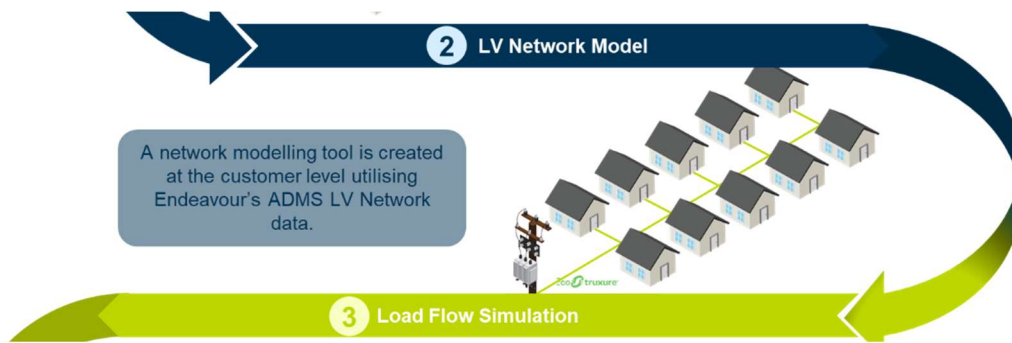 2 LV Network Model
A network modelling tool is created
at the customer level utilising
Endeavour's ADMS LV Network
data.
EcoStruxure
3 Load Flow Simulation